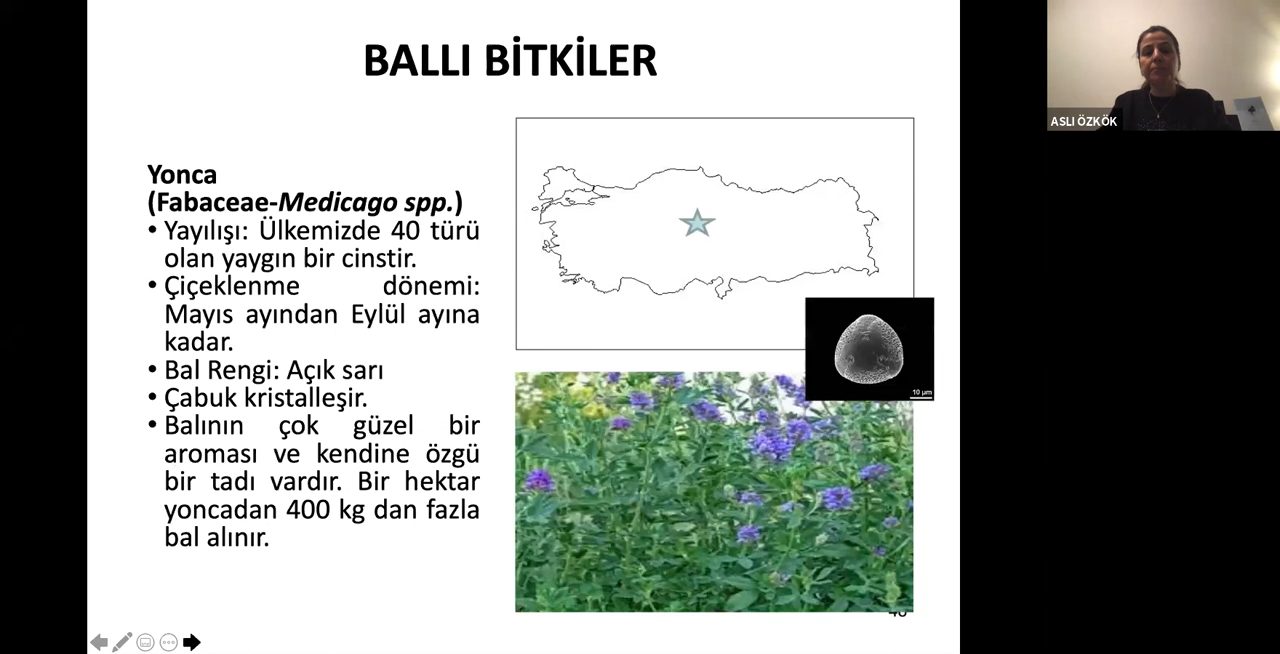 BALLI BİTKİLER
Yonca
(Fabaceae-Medicago spp.)
• Yayılışı: Ülkemizde 40 türü
olan yaygın bir cinstir.
• Çiçeklenme dönemi:
Mayıs ayından Eylül ayına
kadar.
• Bal Rengi: Açık sarı
• Çabuk kristalleşir.
• Balının çok güzel bir
aroması ve kendine özgü
bir tadı vardır. Bir hektar
yoncadan 400 kg dan fazla
bal alınır.
10 µm
ASLI ÖZKÖK